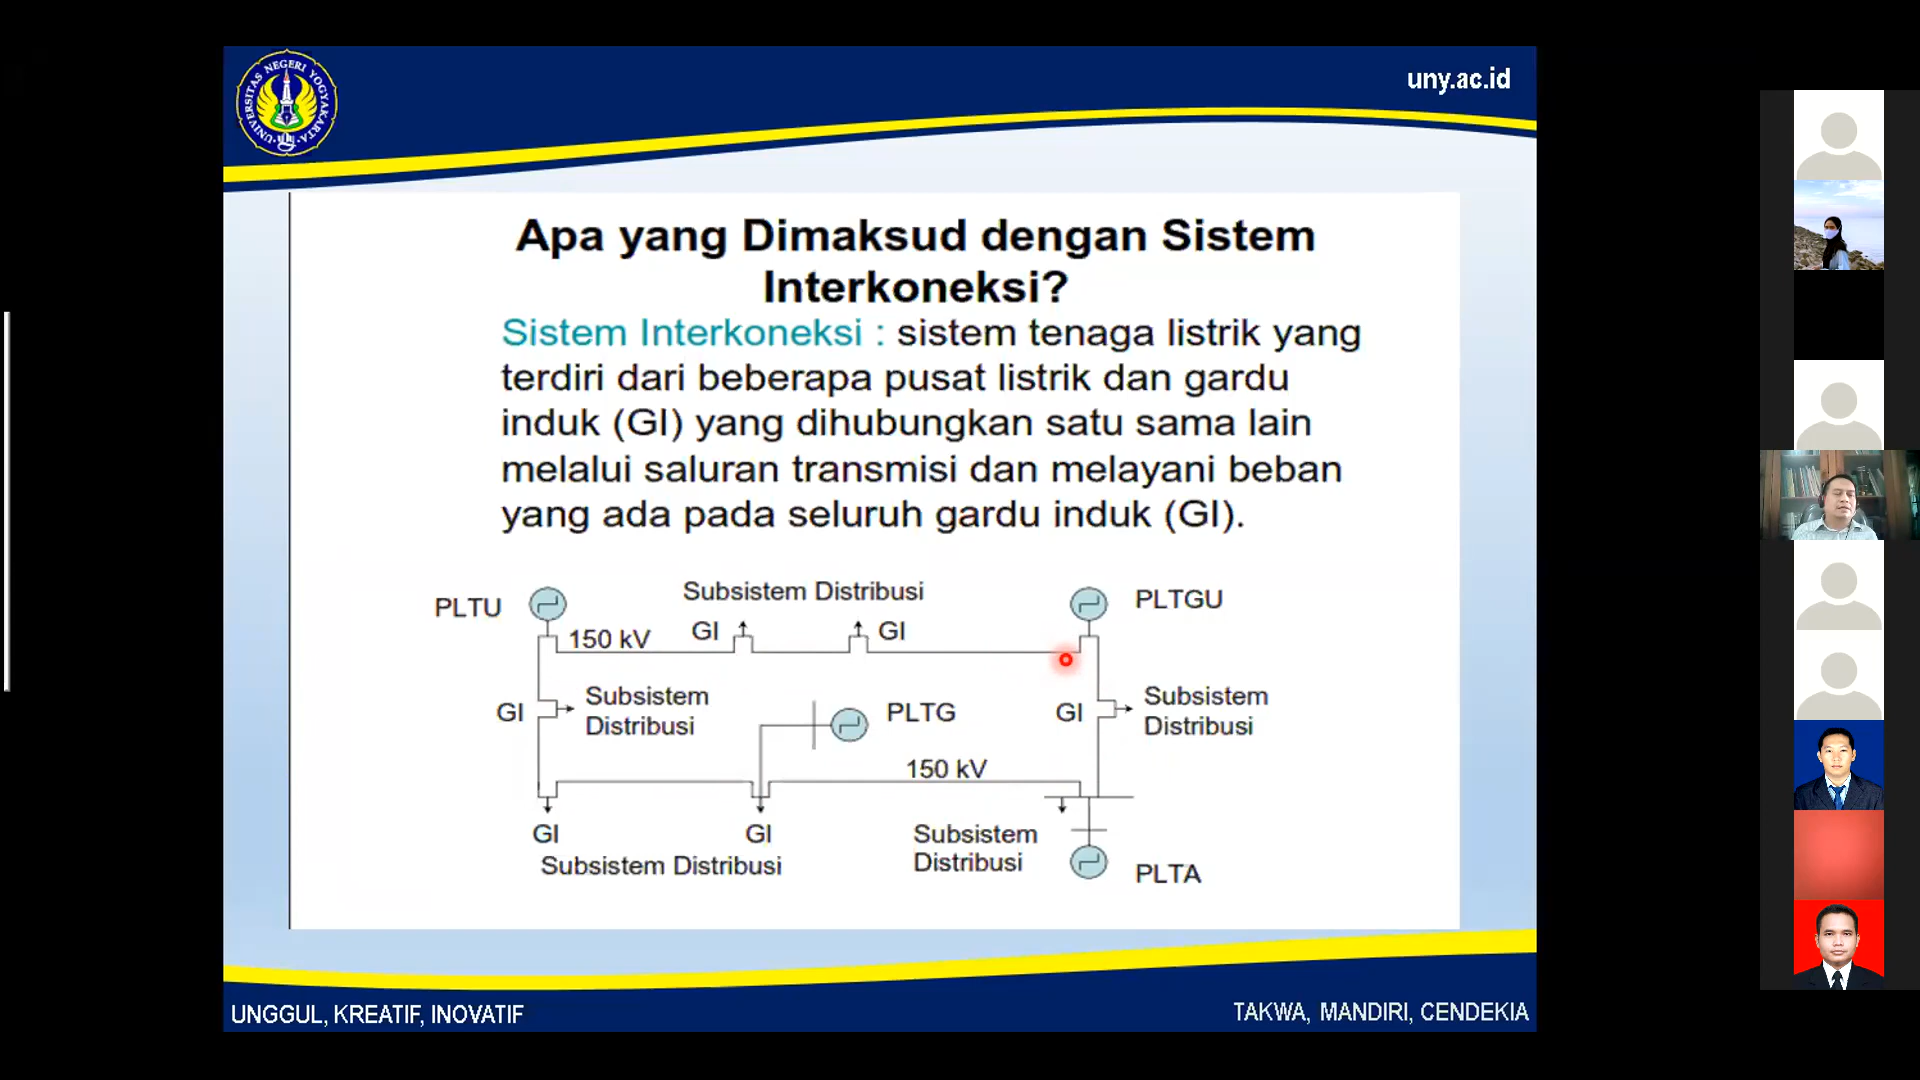 UNIVERSITAS NEGERI YOGYAKARTA
uny.ac.id
Apa yang Dimaksud dengan Sistem
Interkoneksi?
Sistem Interkoneksi : sistem tenaga listrik yang
terdiri dari beberapa pusat listrik dan gardu
induk (GI) yang dihubungkan satu sama lain
melalui saluran transmisi dan melayani beban
yang ada pada seluruh gardu induk (GI).
PLTU
Subsistem Distribusi
PLTGU
150 kV
GI
GI
GI
Subsistem
Distribusi
PLTG
GI
Subsistem
Distribusi
150 kV
GI
GI
Subsistem Distribusi
Subsistem
Distribusi
PLTA
UNGGUL, KREATIF, INOVATIF
TAKWA, MANDIRI, CENDEKIA